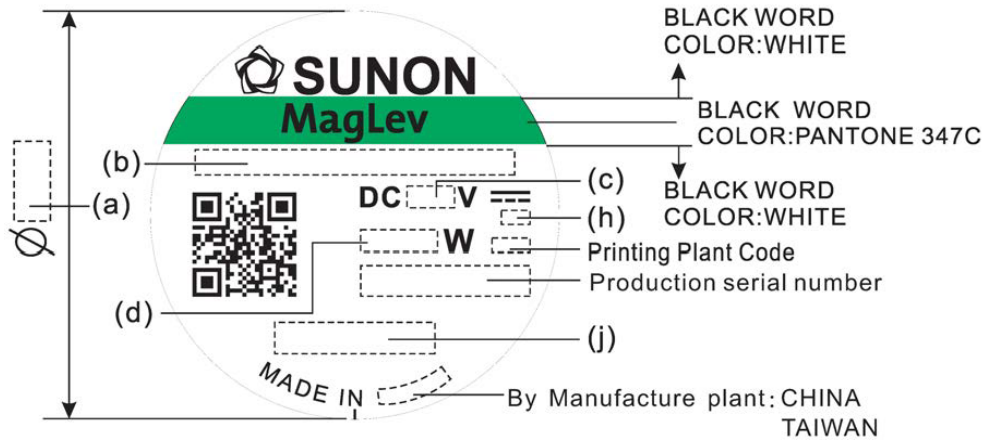 BLACK WORD
COLOR:WHITE
SUNON
MagLev
BLACK WORD
COLOR:PANTONE 347C
(b)
(a)
Ø
DC V
(c)
BLACK WORD
COLOR:WHITE
(h)
W
Printing Plant Code
Production serial number
(d)
(j)
MADE IN
By Manufacture plant: CHINA
TAIWAN